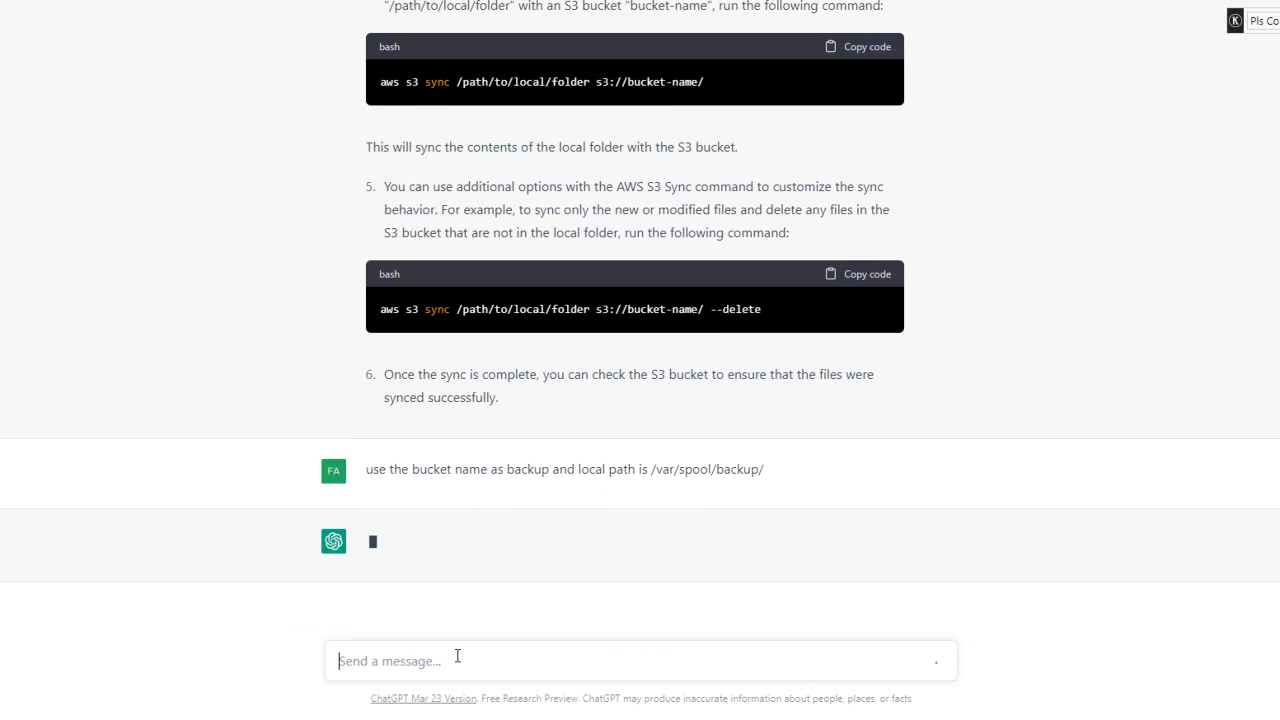 "/path/to/local/folder" with an S3 bucket "bucket-name", run the following command:
Pls Co
bash
Copy code
aws s3 sync /path/to/local/folder s3://bucket-name/
This will sync the contents of the local folder with the S3 bucket.
5. You can use additional options with the AWS S3 Sync command to customize the sync
behavior. For example, to sync only the new or modified files and delete any files in the
S3 bucket that are not in the local folder, run the following command:
bash
Copy code
aws s3 sync /path/to/local/folder s3://bucket-name/ --delete
6. Once the sync is complete, you can check the S3 bucket to ensure that the files were
synced successfully.
FA
use the bucket name as backup and local path is /var/spool/backup/
Send a message...
ChatGPT Mar 23 Version. Free Research Preview. ChatGPT may produce inaccurate information about people, places, or facts